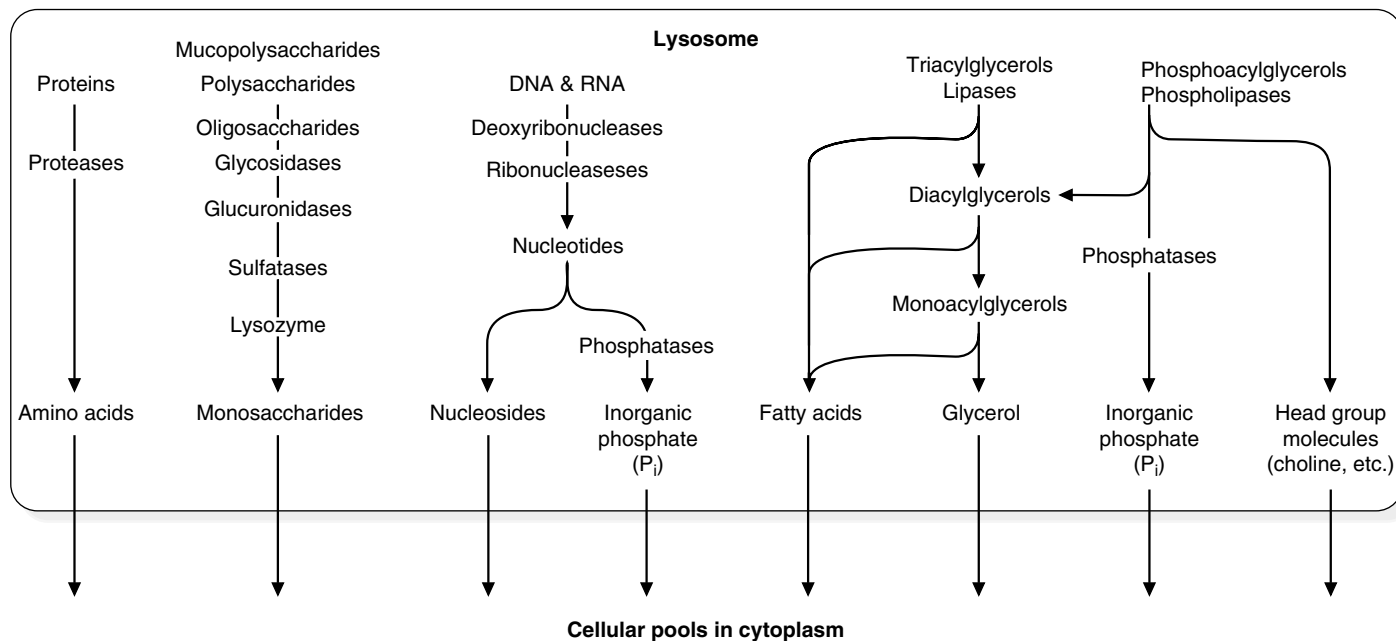 Lysosome
Proteins
Proteases
Amino acids
Mucopolysaccharides
Polysaccharides
Oligosaccharides
Glycosidases
Glucuronidases
Sulfatases
Lysozyme
Monosaccharides
DNA & RNA
Deoxyribonucleases
Ribonucleaseses
Nucleotides
Phosphatases
Nucleosides
Inorganic
phosphate
(Pi)
Triacylglycerols
Lipases
Diacylglycerols
Monoacylglycerols
Fatty acids
Glycerol
Phosphoacylglycerols
Phospholipases
Phosphatases
Inorganic
phosphate
(Pi)
Head group
molecules
(choline, etc.)
Cellular pools in cytoplasm